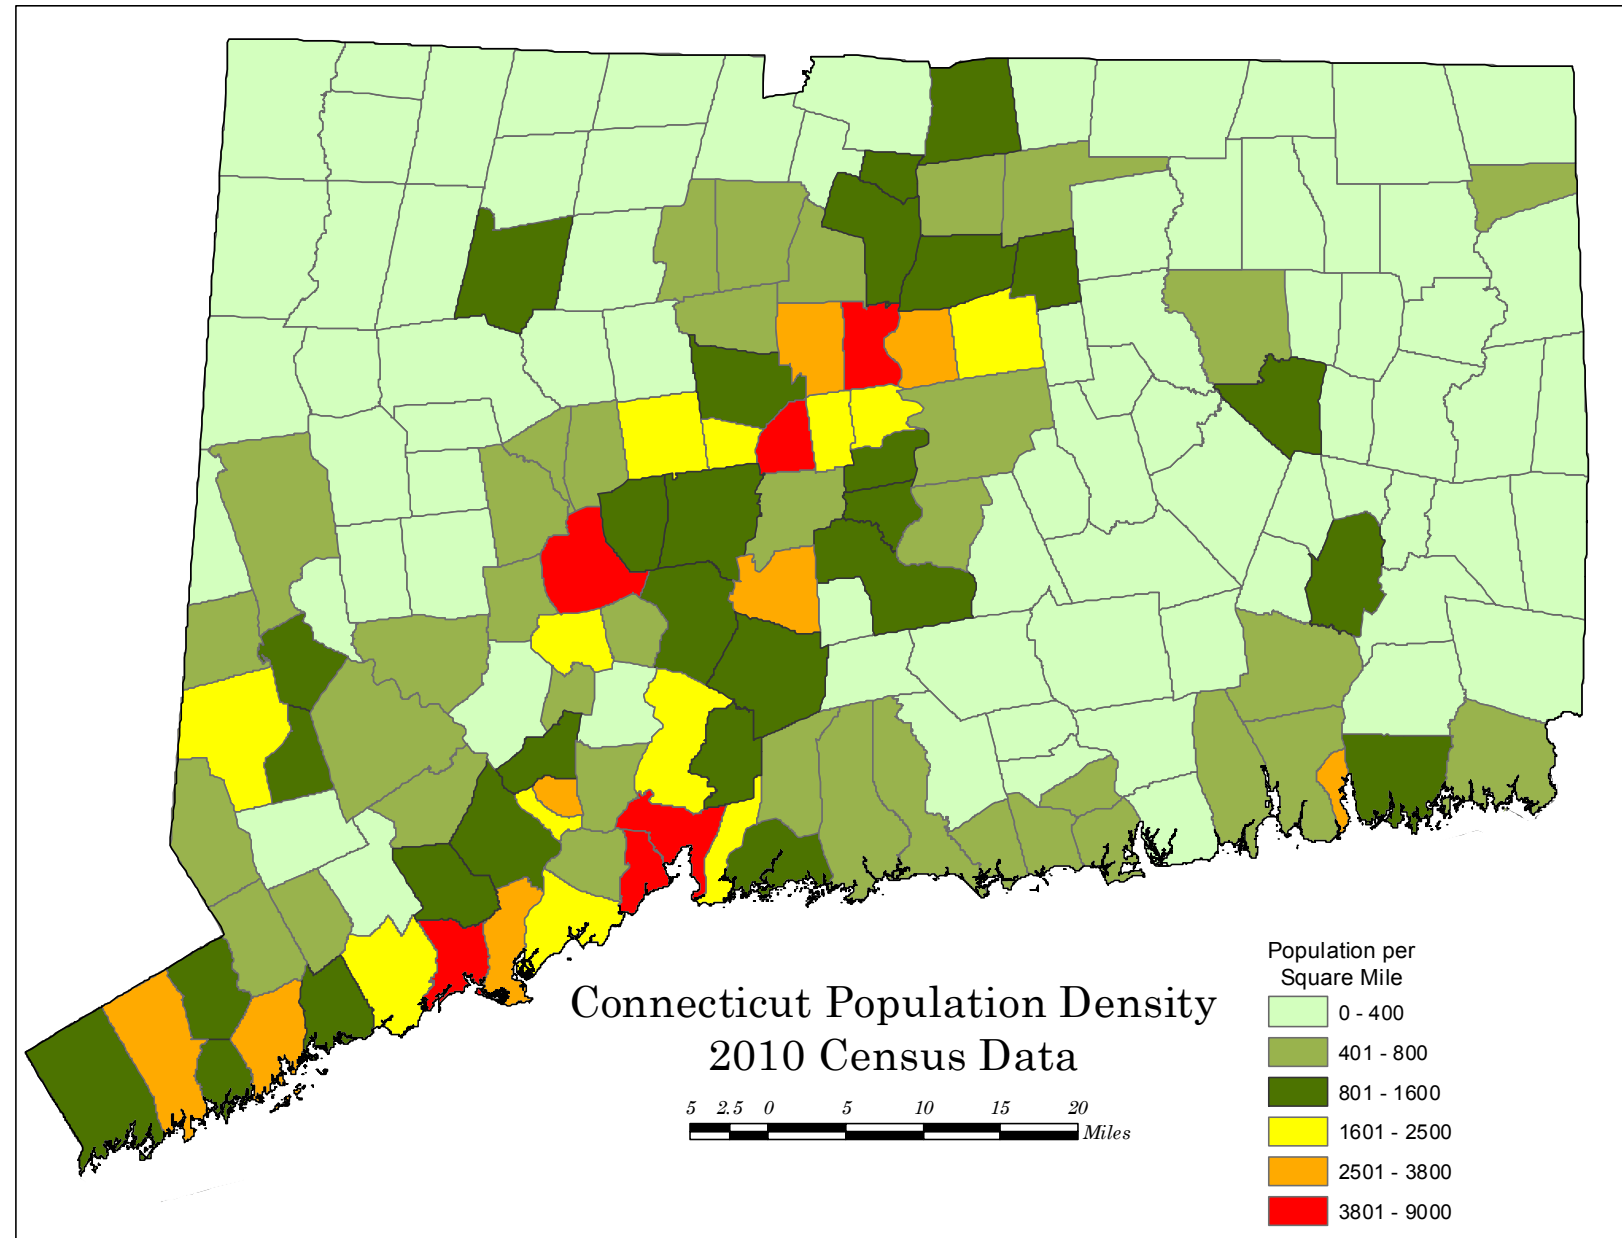 Connecticut Population Density
2010 Census Data
5 2.5 0 5 10 15 20
Miles
Population per
Square Mile
0 - 400
401 - 800
801 - 1600
1601 - 2500
2501 - 3800
3801 - 9000